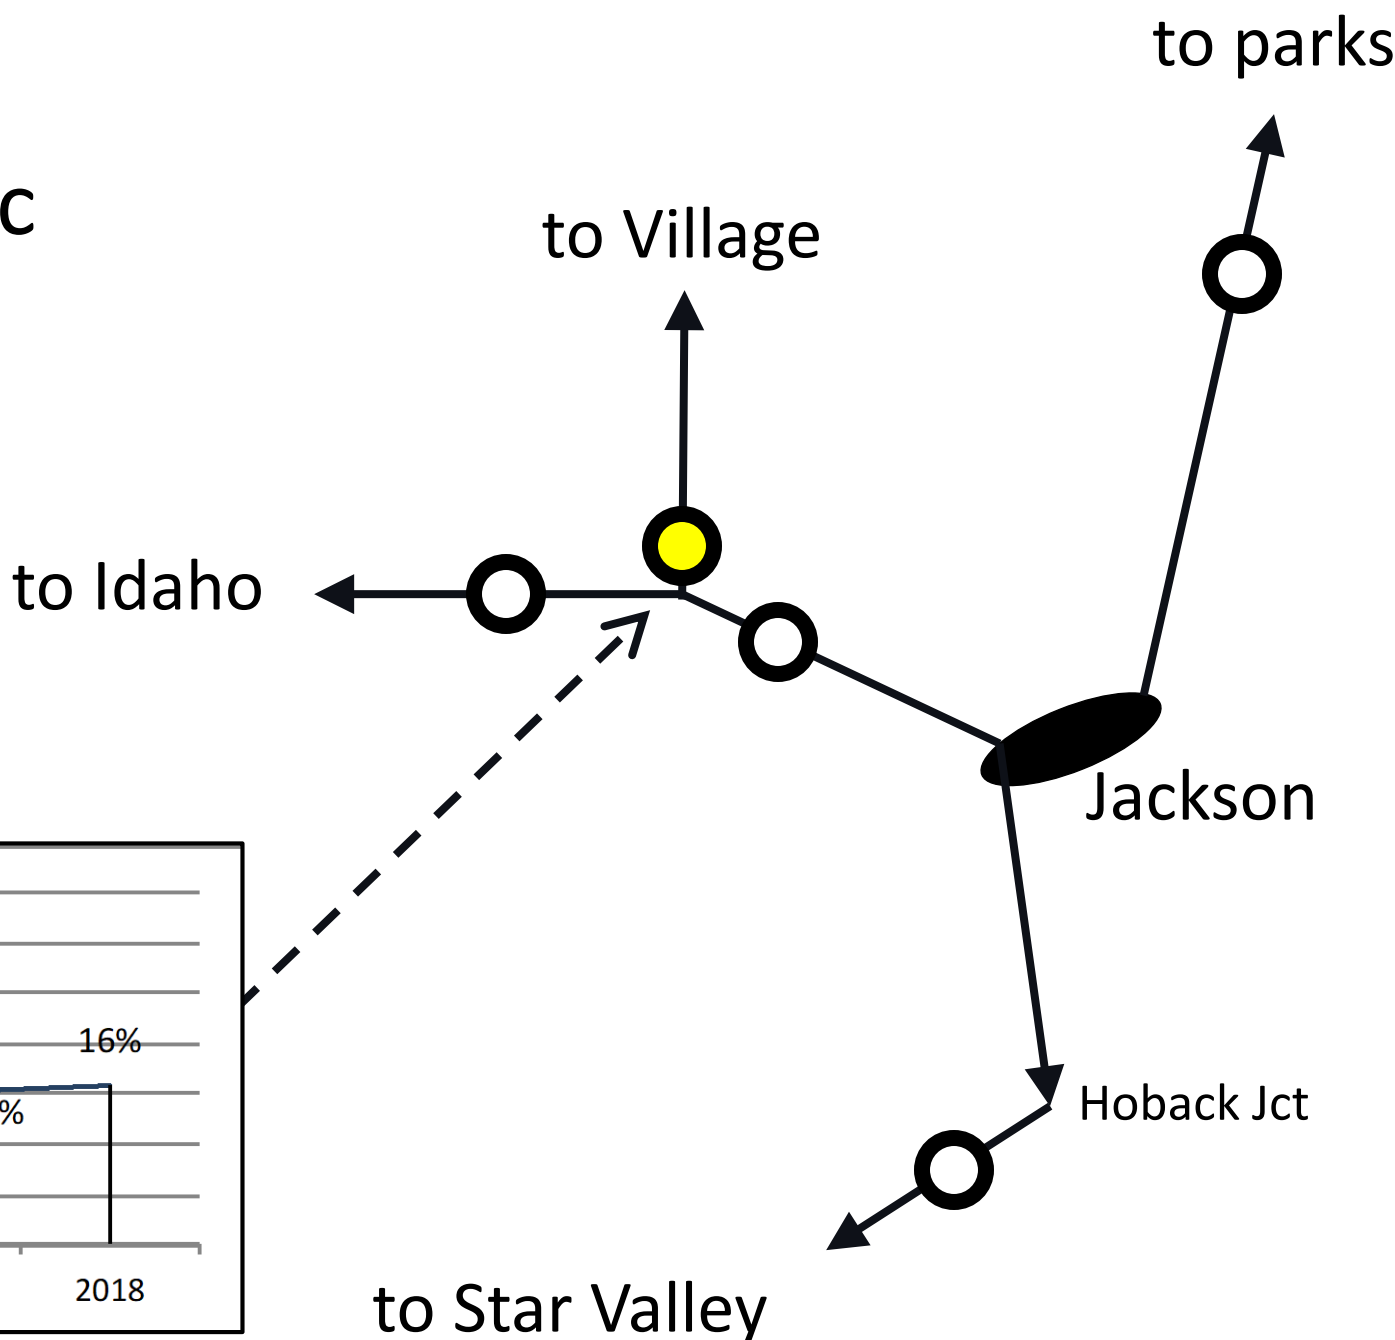 to parks
c
to Village
to Idaho
Jackson
16%
%
Hoback Jct
2018
to Star Valley